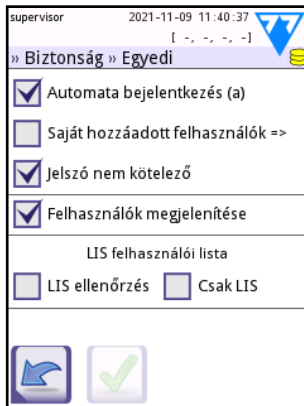 supervisor 2021-11-09 11:40:37
[ -, -, -, -]
» Biztonság » Egyedi
Automata bejelentkezés (a)
Saját hozzáadott felhasználók =>
Jelszó nem kötelező
Felhasználók megjelenítése
LIS felhasználói lista
LIS ellenőrzés Csak LIS